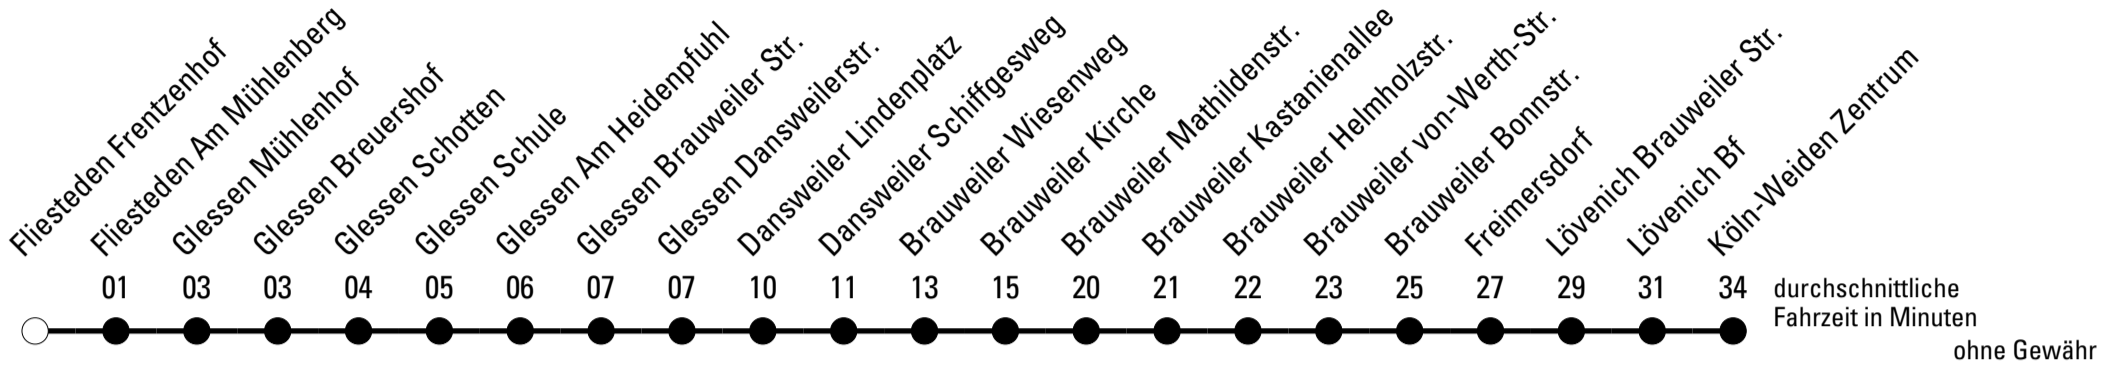 Fliesteden Frentzenhof
Fliesteden Am Mühlenberg
Glessen Mühlenhof
Glessen Breuershof
Glessen Schotten
Glessen Schule
Glessen Am Heidenpfuhl
Glessen Brauweiler Str.
Glessen Dansweilerstr.
Dansweiler Lindenplatz
Dansweiler Schiffgesweg
Brauweiler Wiesenweg
Brauweiler Kirche
Brauweiler Mathildenstr.
Brauweiler Kastanienallee
Brauweiler Helmholzstr.
Brauweiler von-Werth-Str.
Brauweiler Bonnstr.
Freimersdorf
Lövenich Brauweiler Str.
Lövenich Bf
Köln-Weiden Zentrum
01 03 03 04 05 06 07 07 10 11 13 15 20 21 22 23 25 27 29 31 34 durchschnittliche
Fahrzeit in Minuten
ohne Gewähr